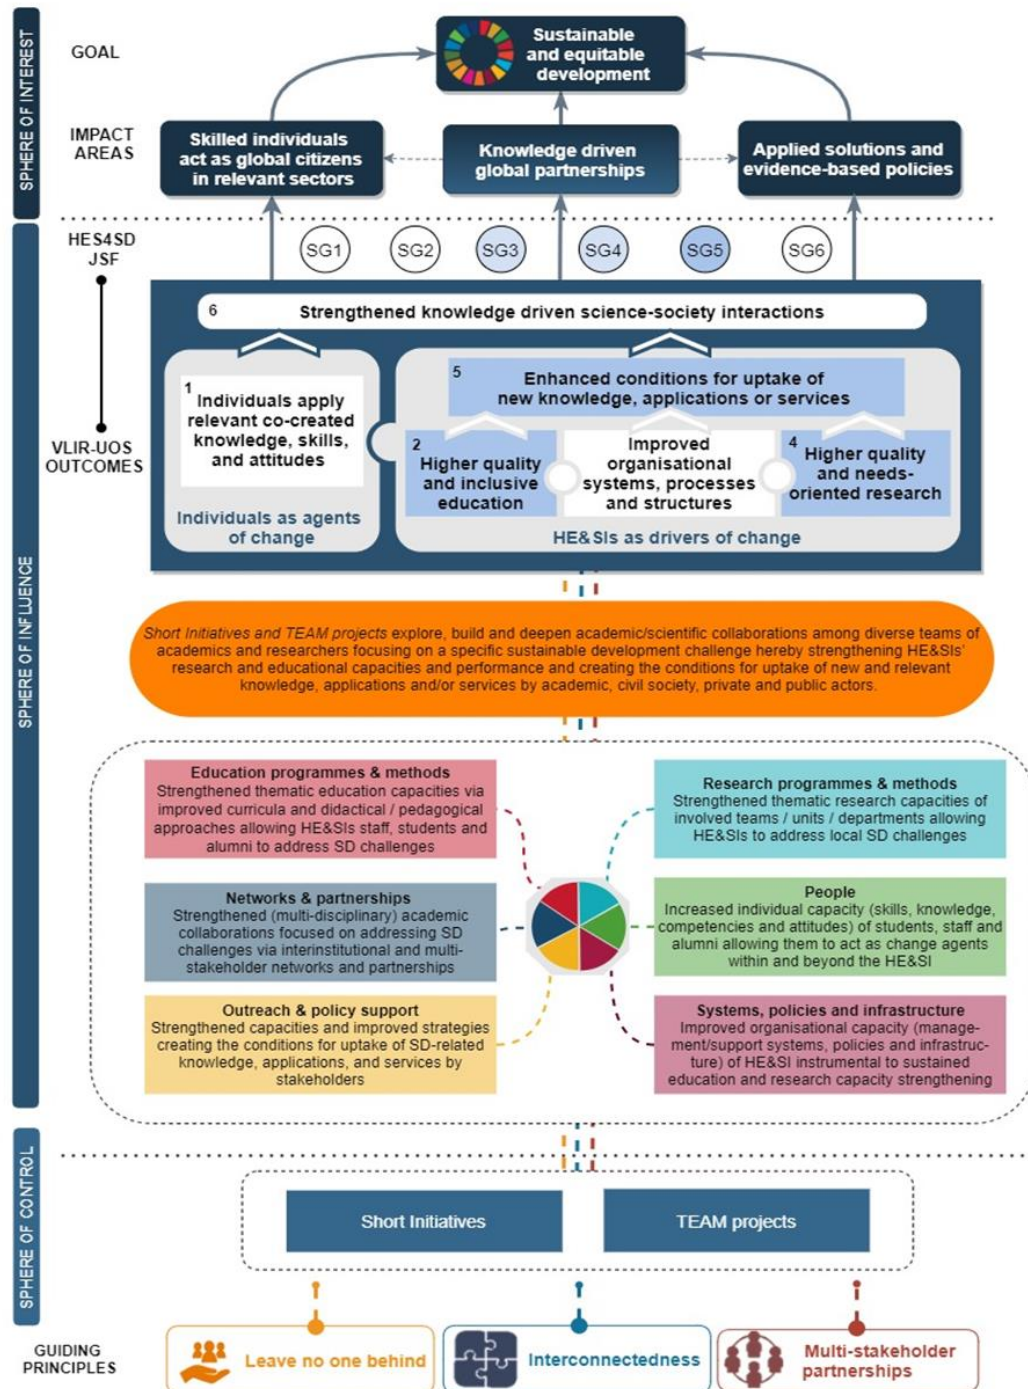 SPHERE OF INTEREST
GOAL
Sustainable
and equitable
development
IMPACT
AREAS
Skilled individuals
act as global citizens
in relevant sectors
Knowledge driven
global partnerships
Applied solutions and
evidence-based policies
SPHERE OF INFLUENCE
HES4SD
JSF
SG1
SG2
SG3
SG4
SG5
SG6
6
Strengthened knowledge driven science-society interactions
1
Individuals apply
relevant co-created
knowledge, skills,
and attitudes
Individuals as agents
of change
5
Enhanced conditions for uptake of
new knowledge, applications or services
2
Higher quality
and inclusive
education
Improved
organisational
systems, processes
and structures
4
Higher quality
and needs-
oriented research
HE&SIs as drivers of change
VLIR-UOS
OUTCOMES
Short Initiatives and TEAM projects explore, build and deepen academic/scientific collaborations among diverse teams of
academics and researchers focusing on a specific sustainable development challenge hereby strengthening HE&SIs'
research and educational capacities and performance and creating the conditions for uptake of new and relevant
knowledge, applications and/or services by academic, civil society, private and public actors.
Education programmes & methods
Strengthened thematic education capacities via
improved curricula and didactical / pedagogical
approaches allowing HE&SIs staff, students and
alumni to address SD challenges
Research programmes & methods
Strengthened thematic research capacities of
involved teams / units / departments allowing
HE&SIs to address local SD challenges
Networks & partnerships
Strengthened (multi-disciplinary) academic
collaborations focused on addressing SD
challenges via interinstitutional and multi-
stakeholder networks and partnerships
People
Increased individual capacity (skills, knowledge,
competencies and attitudes) of students, staff and
alumni allowing them to act as change agents
within and beyond the HE&SI
Outreach & policy support
Strengthened capacities and improved strategies
creating the conditions for uptake of SD-related
knowledge, applications, and services by
stakeholders
Systems, policies and infrastructure
Improved organisational capacity (manage-
ment/support systems, policies and infrastruc-
ture) of HE&SI instrumental to sustained
education and research capacity strengthening
SPHERE OF CONTROL
Short Initiatives
TEAM projects
GUIDING
PRINCIPLES
Leave no one behind
Interconnectedness
Multi-stakeholder
partnerships